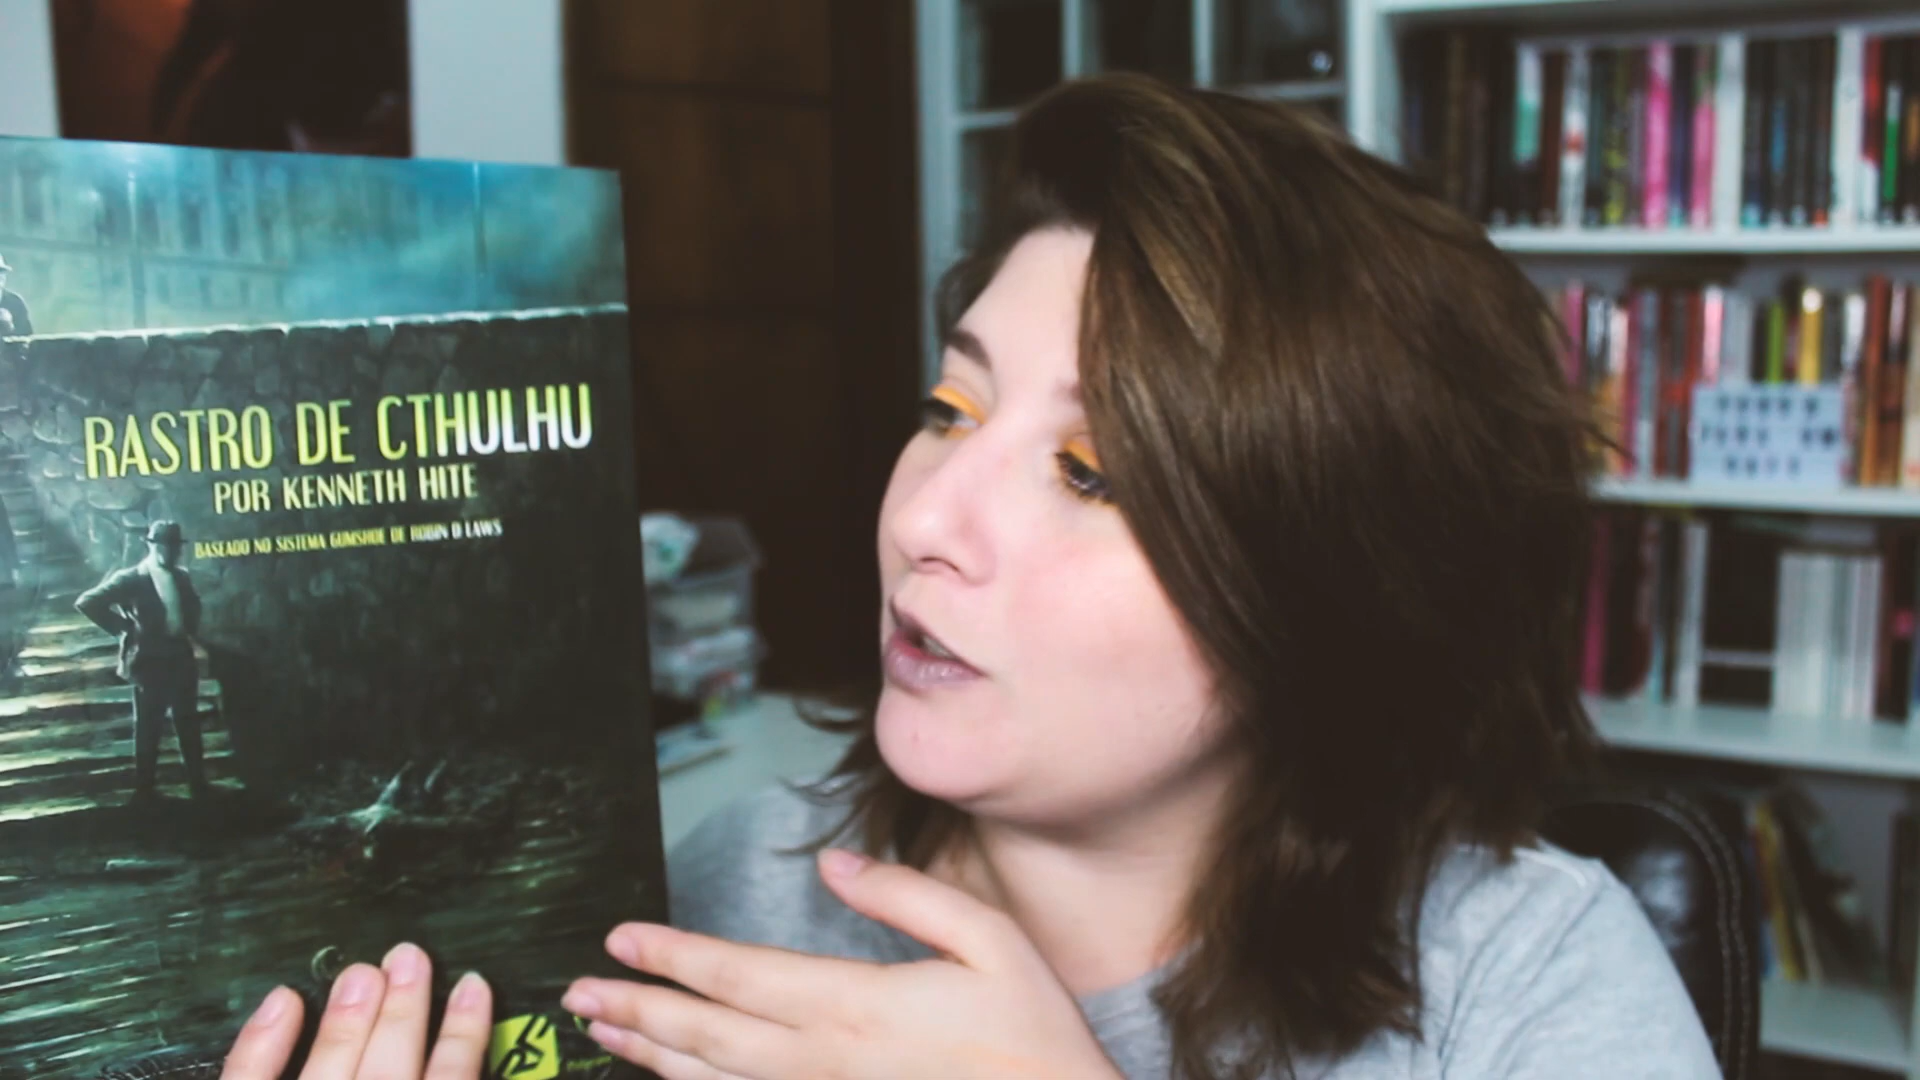 RASTRO DE CTHULHU
POR KENNETH HITE
BASEADO NO SISTEMA GUMSHOE DE ROBIN D LAWS